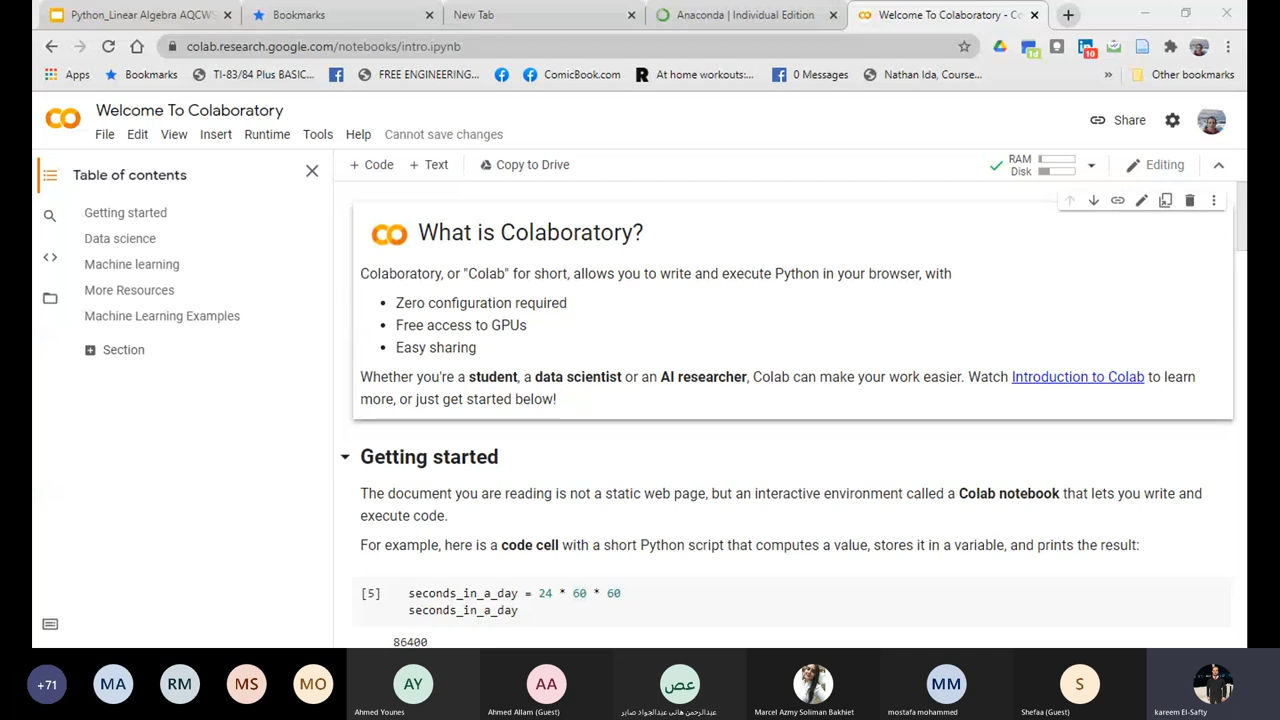 Python_Linear Algebra AQCWS
Bookmarks
New Tab
Anaconda | Individual Edition
Welcome To Colaboratory - Co
colab.research.google.com/notebooks/intro.ipynb
1d
10
Apps
Bookmarks
TI-83/84 Plus BASIC...
FREE ENGINEERING...
ComicBook.com
At home workouts:...
0 Messages
Nathan Ida, Course...
»
Other bookmarks
Welcome To Colaboratory
File Edit View Insert Runtime Tools Help Cannot save changes
Share
+ Code + Text Copy to Drive
RAM
Disk
Editing
Table of contents
Getting started
Data science
Machine learning
More Resources
Machine Learning Examples
Section
What is Colaboratory?
Colaboratory, or "Colab" for short, allows you to write and execute Python in your browser, with
• Zero configuration required
• Free access to GPUs
• Easy sharing
Whether you're a student, a data scientist or an AI researcher, Colab can make your work easier. Watch Introduction to Colab to learn
more, or just get started below!
Getting started
The document you are reading is not a static web page, but an interactive environment called a Colab notebook that lets you write and
execute code.
For example, here is a code cell with a short Python script that computes a value, stores it in a variable, and prints the result:
[5] seconds_in_a_day = 24 * 60 * 60
seconds_in_a_day
86400
+71
MA
RM
MS
MO
AY
AA
عص
MM
S
Ahmed Younes
Ahmed Allam (Guest)
عبدالرحمن هانى عبدالجواد صابر
Marcel Azmy Soliman Bakhiet
mostafa mohammed
Shefaa (Guest)
kareem El-Safty